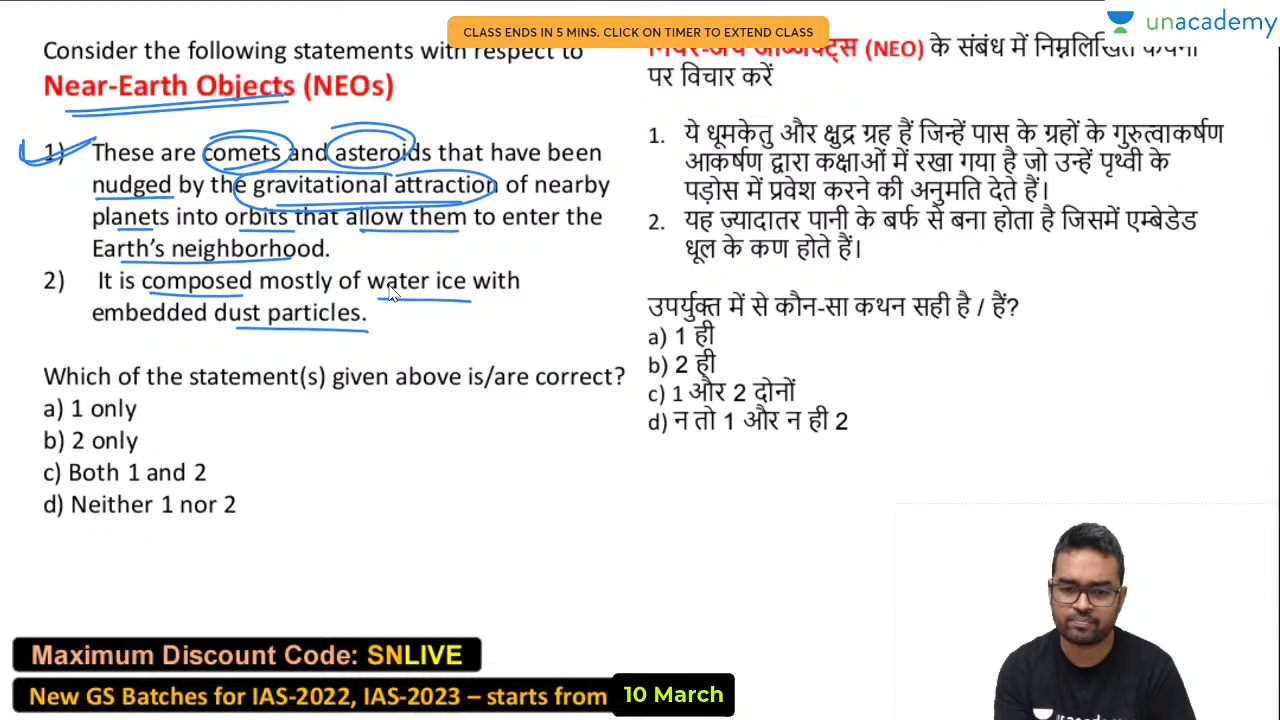 CLASS ENDS IN 5 MINS. CLICK ON TIMER TO EXTEND CLASS
unacademy
Consider the following statements with respect to
Near-Earth Objects (NEOs)
1) These are comets and asteroids that have been
nudged by the gravitational attraction of nearby
planets into orbits that allow them to enter the
Earth's neighborhood.
2) It is composed mostly of water ice with
embedded dust particles.
Which of the statement(s) given above is/are correct?
a) 1 only
b) 2 only
c) Both 1 and 2
d) Neither 1 nor 2
(NEO) के संबंध में निम्नलिखित
पर विचार करें
1. ये धूमकेतु और क्षुद्र ग्रह हैं जिन्हें पास के ग्रहों के गुरुत्वाकर्षण
आकर्षण द्वारा कक्षाओं में रखा गया है जो उन्हें पृथ्वी के
पड़ोस में प्रवेश करने की अनुमति देते हैं।
2. यह ज्यादातर पानी के बर्फ से बना होता है जिसमें एम्बेडेड
धूल के कण होते हैं।
उपर्युक्त में से कौन-सा कथन सही है / हैं?
a) 1 ही
b) 2 ही
c) 1 और 2 दोनों
d) न तो 1 और न ही 2
Maximum Discount Code: SNLIVE
New GS Batches for IAS-2022, IAS-2023 – starts from 10 March